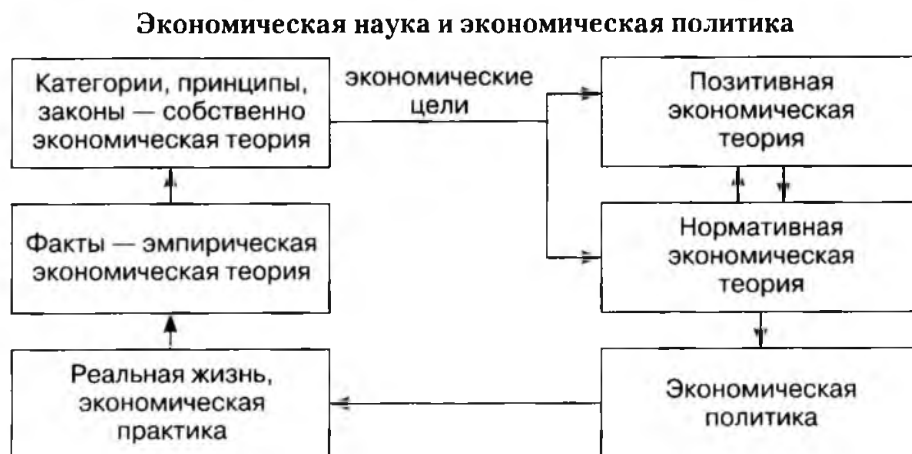 Экономическая наука и экономическая политика
Категории, принципы,
законы — собственно
экономическая теория
экономические
цели
Позитивная
экономическая
теория
Факты — эмпирическая
экономическая теория
Нормативная
экономическая
теория
Реальная жизнь,
экономическая
практика
Экономическая
политика